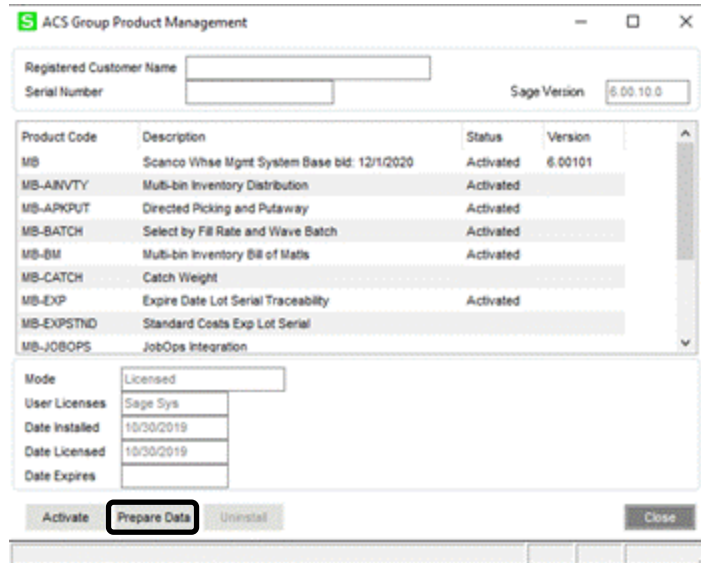 S ACS Group Product Management
Registered Customer Name
Serial Number Sage Version 6.00.10.0
Product Code Description Status Version
MB Scanco Whse Mgmt System Base bld: 12/1/2020 Activated 6.00101
MB-AINVTY Multi-bin Inventory Distribution Activated
MB-APKPUT Directed Picking and Putaway Activated
MB-BATCH Select by Fill Rate and Wave Batch Activated
MB-BM Multi-bin Inventory Bill of Matls Activated
MB-CATCH Catch Weight
MB-EXP Expire Date Lot Serial Traceability Activated
MB-EXPSTND Standard Costs Exp Lot Serial
MB-JOBOPS JobOps Integration
Mode Licensed
User Licenses Sage Sys
Date Installed 10/30/2019
Date Licensed 10/30/2019
Date Expires
Activate Prepare Data Uninstall Close